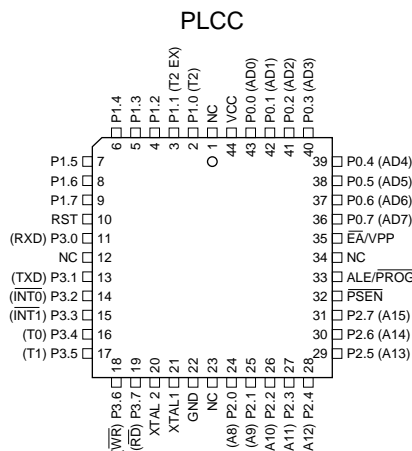 PLCC
P1.4
P1.3
P1.2
P1.1 (T2 EX)
P1.0 (T2)
NC
VCC
P0.0 (AD0)
P0.1 (AD1)
P0.2 (AD2)
P0.3 (AD3)
6
5
4
3
2
1
44
43
42
41
40
P1.5 7
P1.6 8
P1.7 9
RST 10
(RXD) P3.0 11
NC 12
(TXD) P3.1 13
(INT0) P3.2 14
(INT1) P3.3 15
(T0) P3.4 16
(T1) P3.5 17
39 P0.4 (AD4)
38 P0.5 (AD5)
37 P0.6 (AD6)
36 P0.7 (AD7)
35 EA/VPP
34 NC
33 ALE/PROG
32 PSEN
31 P2.7 (A15)
30 P2.6 (A14)
29 P2.5 (A13)
18
19
20
21
22
23
24
25
26
27
28
WR) P3.6
(RD) P3.7
XTAL 2
XTAL1
GND
NC
(A8) P2.0
(A9) P2.1
A10) P2.2
A11) P2.3
A12) P2.4